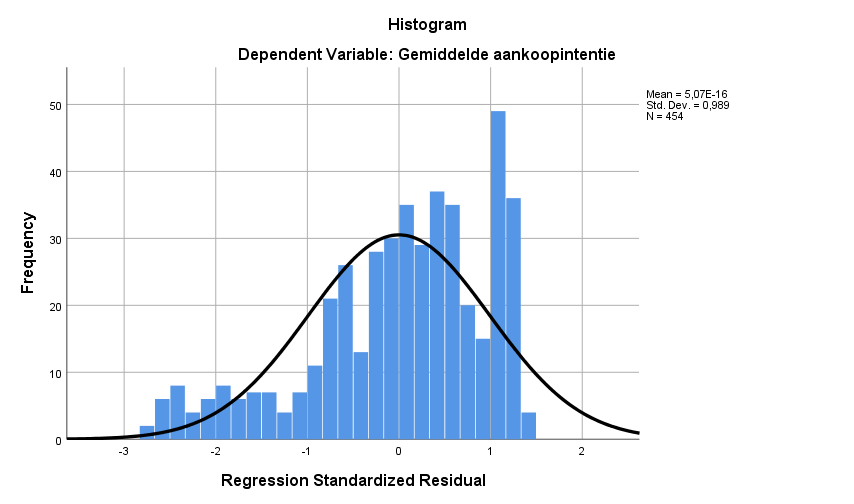 Histogram
Dependent Variable: Gemiddelde aankoopintentie
Mean = 5,07E-16
Std. Dev. = 0,989
N = 454
50
40
30
20
10
0
Frequency
-3 -2 -1 0 1 2
Regression Standardized Residual